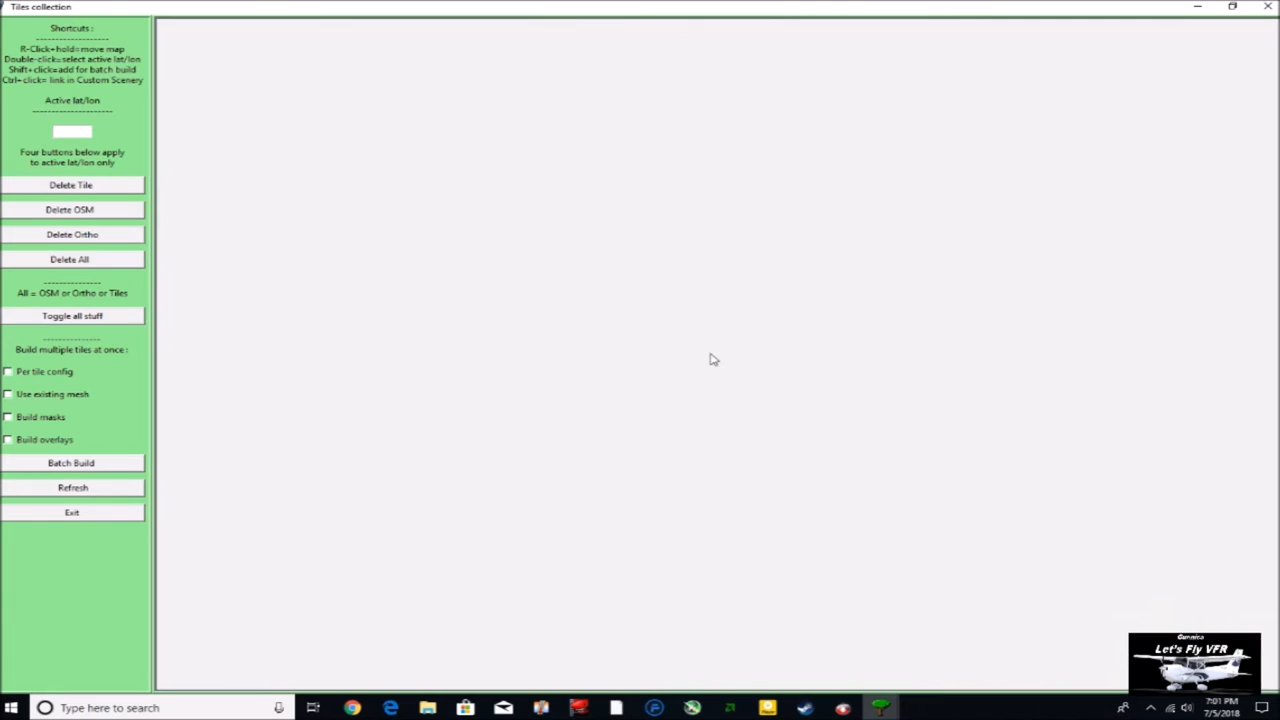 Tiles collection
Shortcuts :
-------------------
R-Click+hold=move map
Double-click=select active lat/lon
Shift+click=add for batch build
Ctrl+click= link in Custom Scenery
Active lat/lon
---------------------
Four buttons below apply
to active lat/lon only
Delete Tile
Delete OSM
Delete Ortho
Delete All
---------------
All = OSM or Ortho or Tiles
Toggle all stuff
---------------
Build multiple tiles at once :
Per tile config
Use existing mesh
Build masks
Build overlays
Batch Build
Refresh
Exit
Let's Fly VFR
Type here to search
7:01 PM
7/5/2018